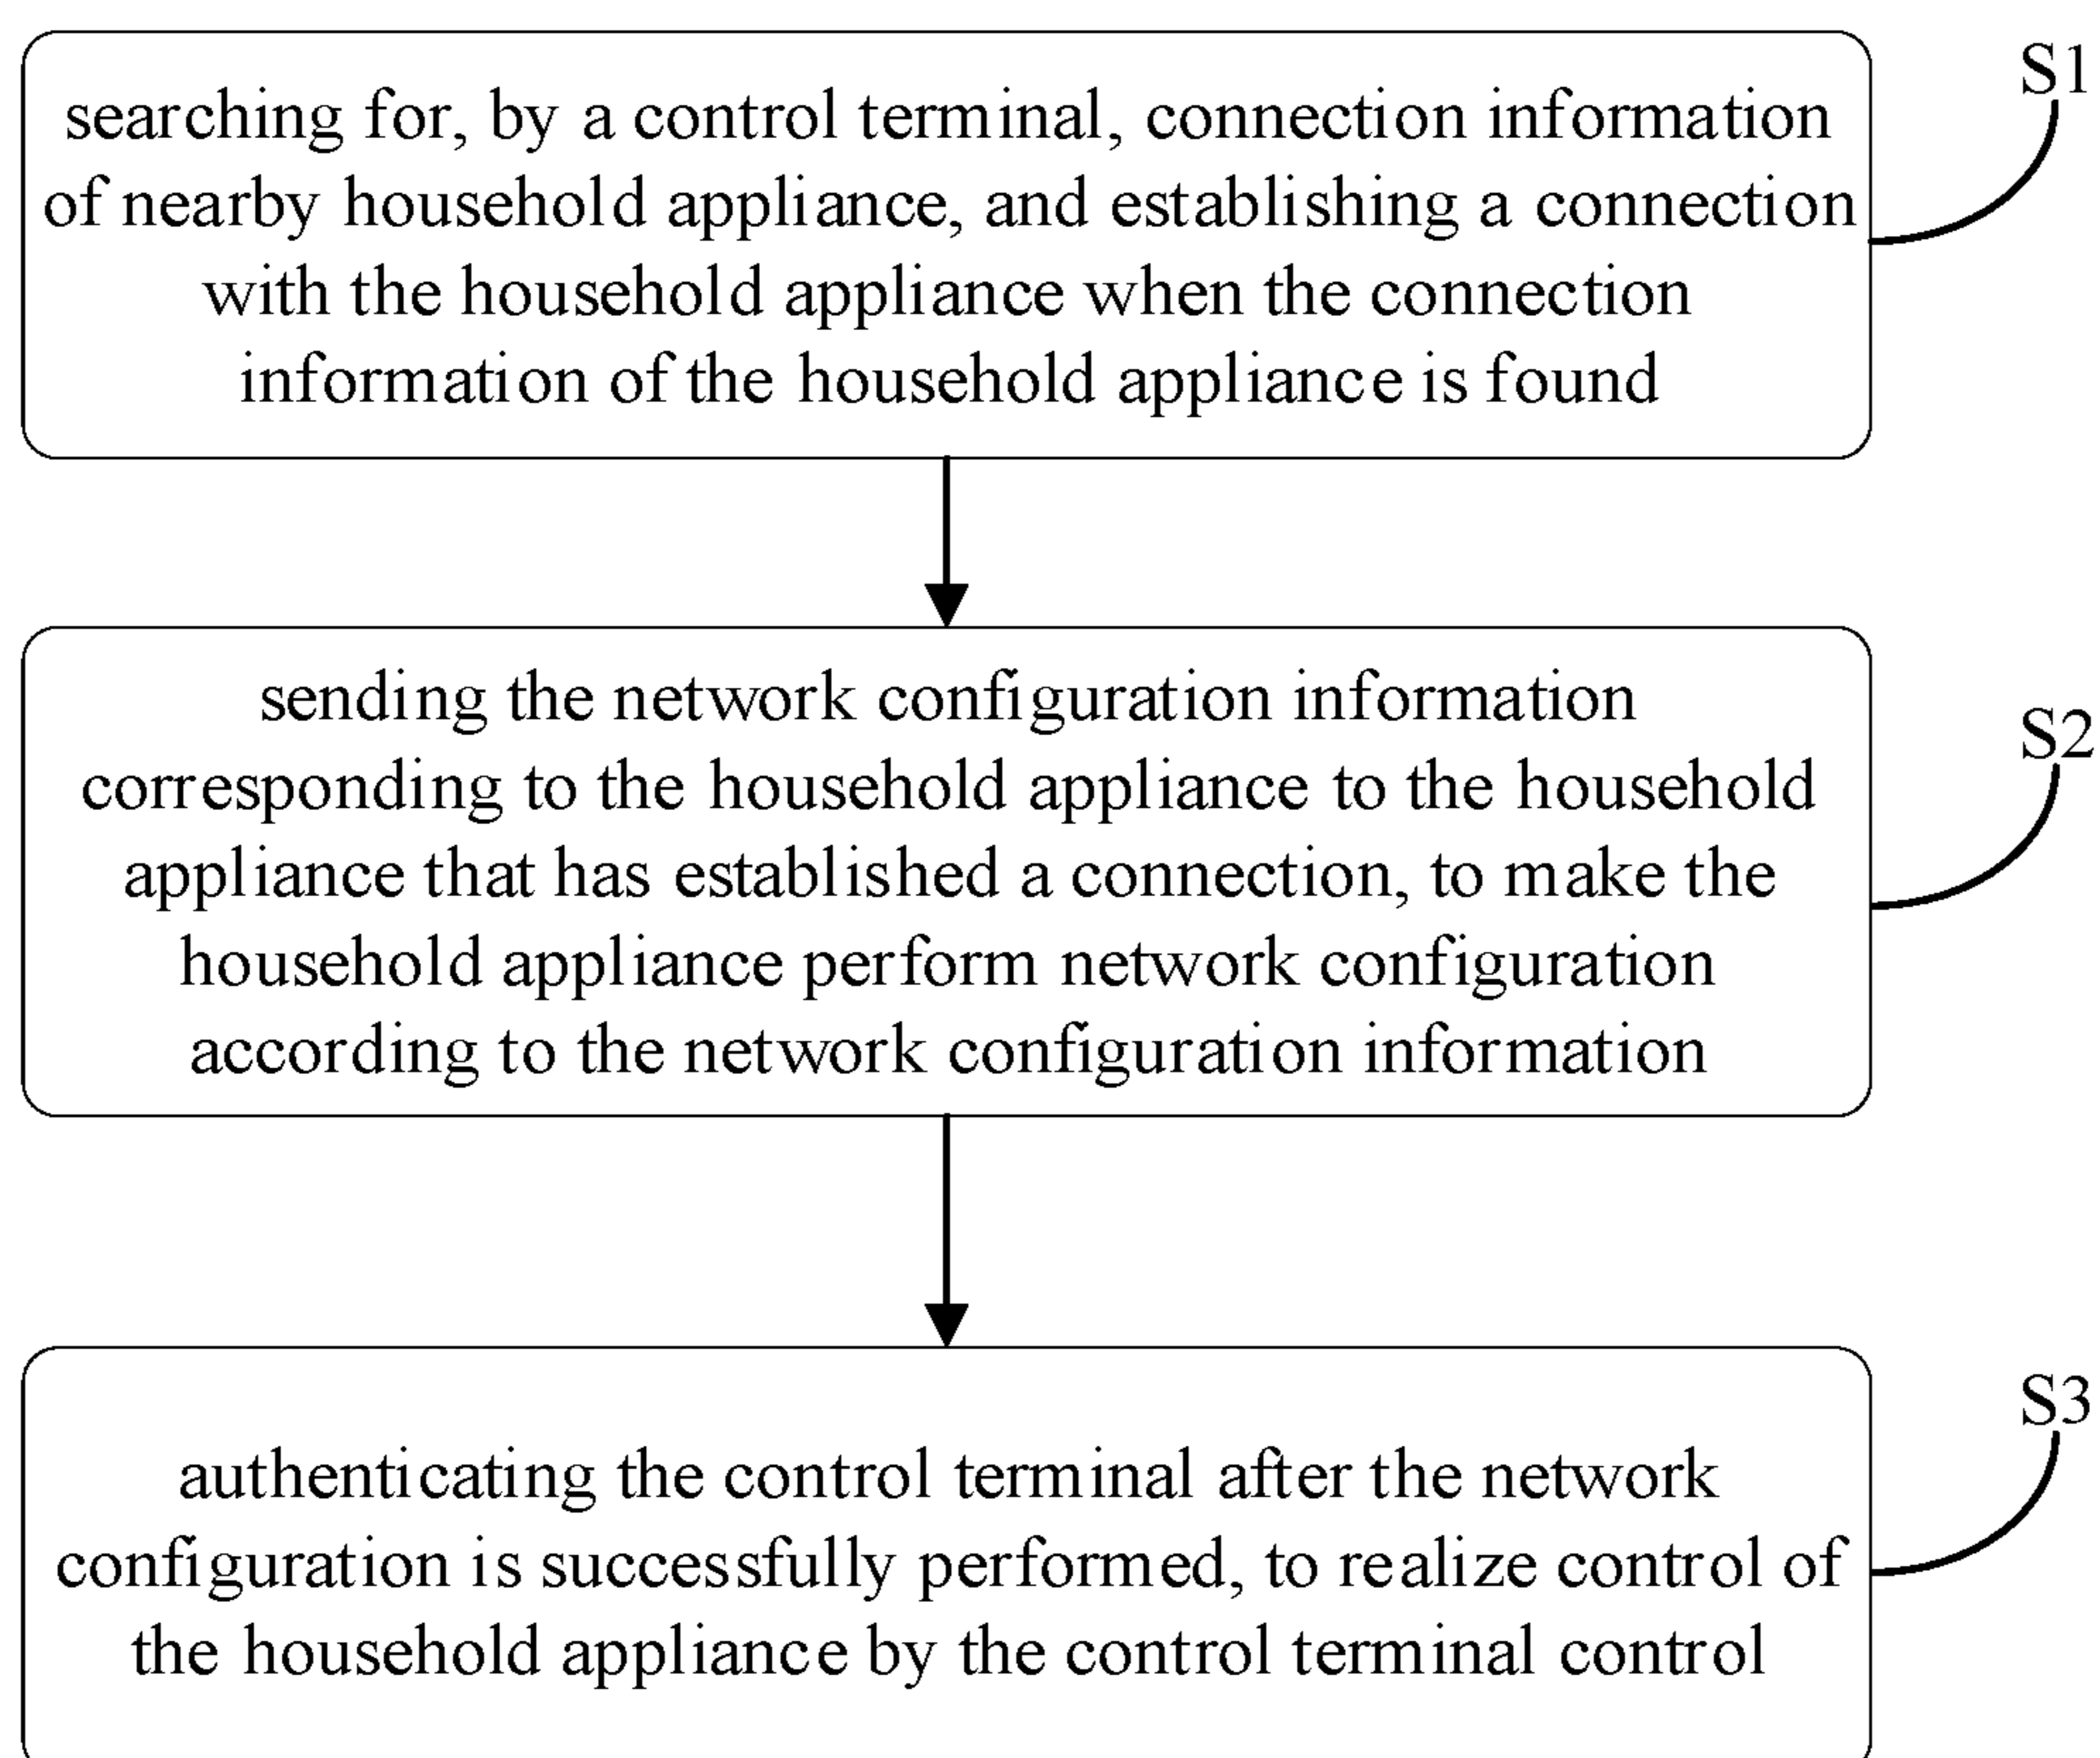 S1
searching for, by a control terminal, connection information
of nearby household appliance, and establishing a connection
with the household appliance when the connection
information of the household appliance is found
S2
sending the network configuration information
corresponding to the household appliance to the household
appliance that has established a connection, to make the
household appliance perform network configuration
according to the network configuration information
S3
authenticating the control terminal after the network
configuration is successfully performed, to realize control of
the household appliance by the control terminal control